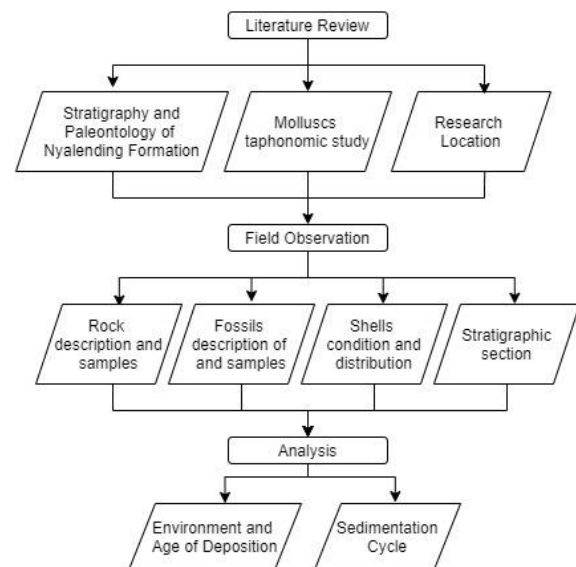 Literature Review
Stratigraphy and
Paleontology of
Nyalending Formation
Molluscs
taphonomic study
Research
Location
Field Observation
Rock
description and
samples
Fossils
description of
and samples
Shells
condition and
distribution
Stratigraphic
section
Analysis
Environment and
Age of Deposition
Sedimentation
Cycle